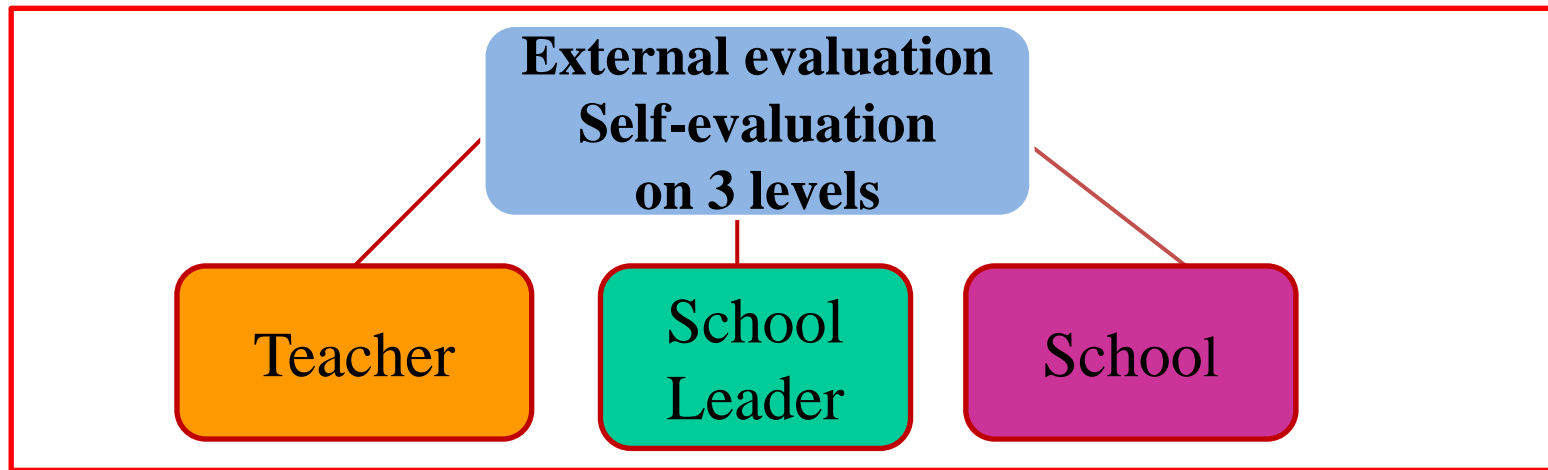 External evaluation
Self-evaluation
on 3 levels
Teacher
School
Leader
School